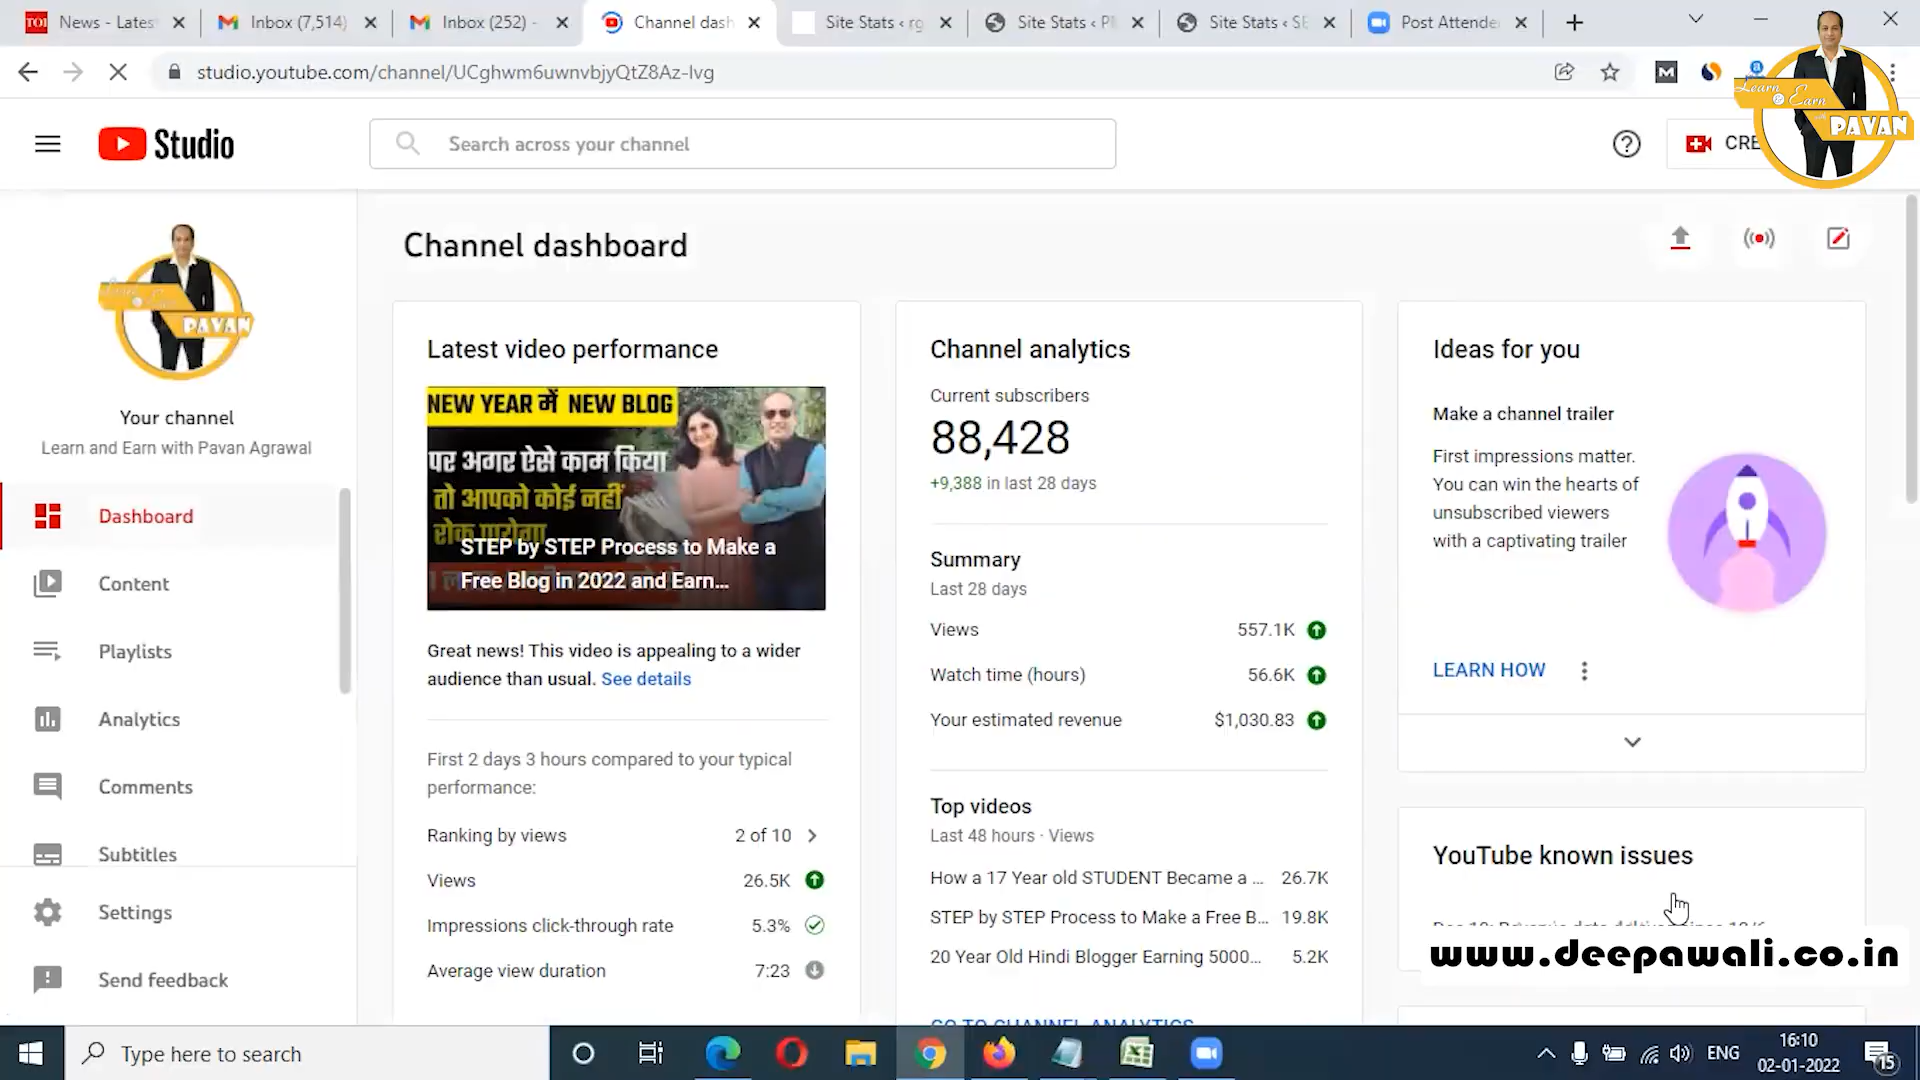 News - Lates
Inbox (7,514)
Inbox (252) -
Channel dash
Site Stats ‹ rg
Site Stats ‹ Pl
Site Stats ‹ SE
Post Attende
studio.youtube.com/channel/UCghwm6uwnvbjyQtZ8Az-lvg
Learn & Earn with PAVAN
Studio
Search across your channel
CRE
PAVAN
Your channel
Learn and Earn with Pavan Agrawal
Dashboard
Content
Playlists
Analytics
Comments
Subtitles
Settings
Send feedback
Channel dashboard
Latest video performance
NEW YEAR में NEW BLOG
पर अगर ऐसे काम किया
तो आपको कोई नहीं
रोक पायेगा
STEP by STEP Process to Make a
Free Blog in 2022 and Earn...
Great news! This video is appealing to a wider
audience than usual. See details
First 2 days 3 hours compared to your typical
performance:
Ranking by views 2 of 10
Views 26.5K
Impressions click-through rate 5.3%
Average view duration 7:23
Channel analytics
Current subscribers
88,428
+9,388 in last 28 days
Summary
Last 28 days
Views 557.1K
Watch time (hours) 56.6K
Your estimated revenue $1,030.83
Top videos
Last 48 hours · Views
How a 17 Year old STUDENT Became a ... 26.7K
STEP by STEP Process to Make a Free B... 19.8K
20 Year Old Hindi Blogger Earning 5000... 5.2K
GO TO CHANNEL ANALYTICS
Ideas for you
Make a channel trailer
First impressions matter.
You can win the hearts of
unsubscribed viewers
with a captivating trailer
LEARN HOW
YouTube known issues
www.deepawali.co.in
Type here to search
ENG
16:10
02-01-2022
15